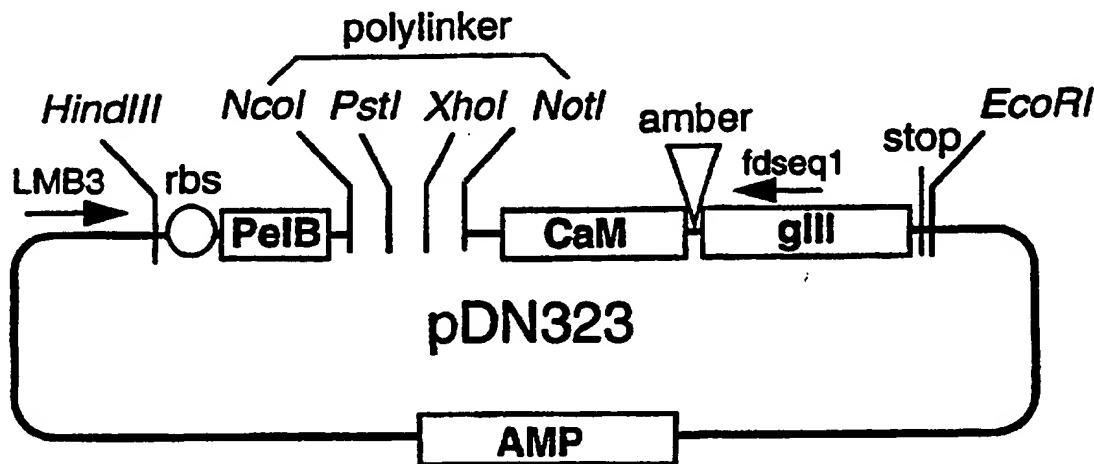 polylinker
HindIII NcoI PstI XhoI NotI EcoRI
amber stop
LMB3 rbs fdseq1
PelB CaM gIII
pDN323
AMP